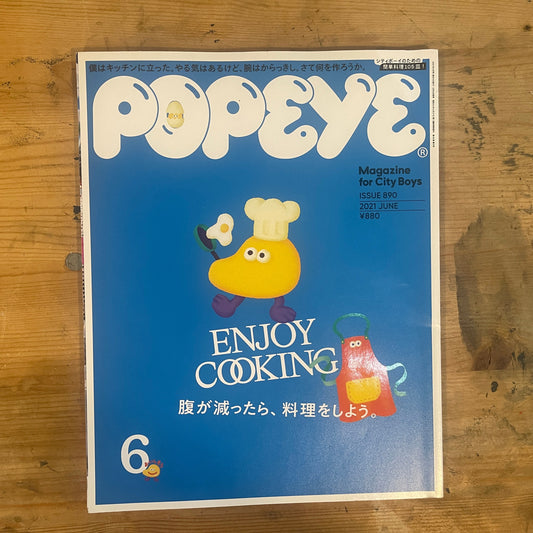 僕はキッチンに立った。やる気はあるけど、腕はからっきし。さて何を作ろうか。
シティボーイのための
簡単料理105皿!
POPEYE®
Magazine
for City Boys
ISSUE 890
2021 JUNE
¥880
ENJOY
COOKING
腹が減ったら、料理をしよう。
6